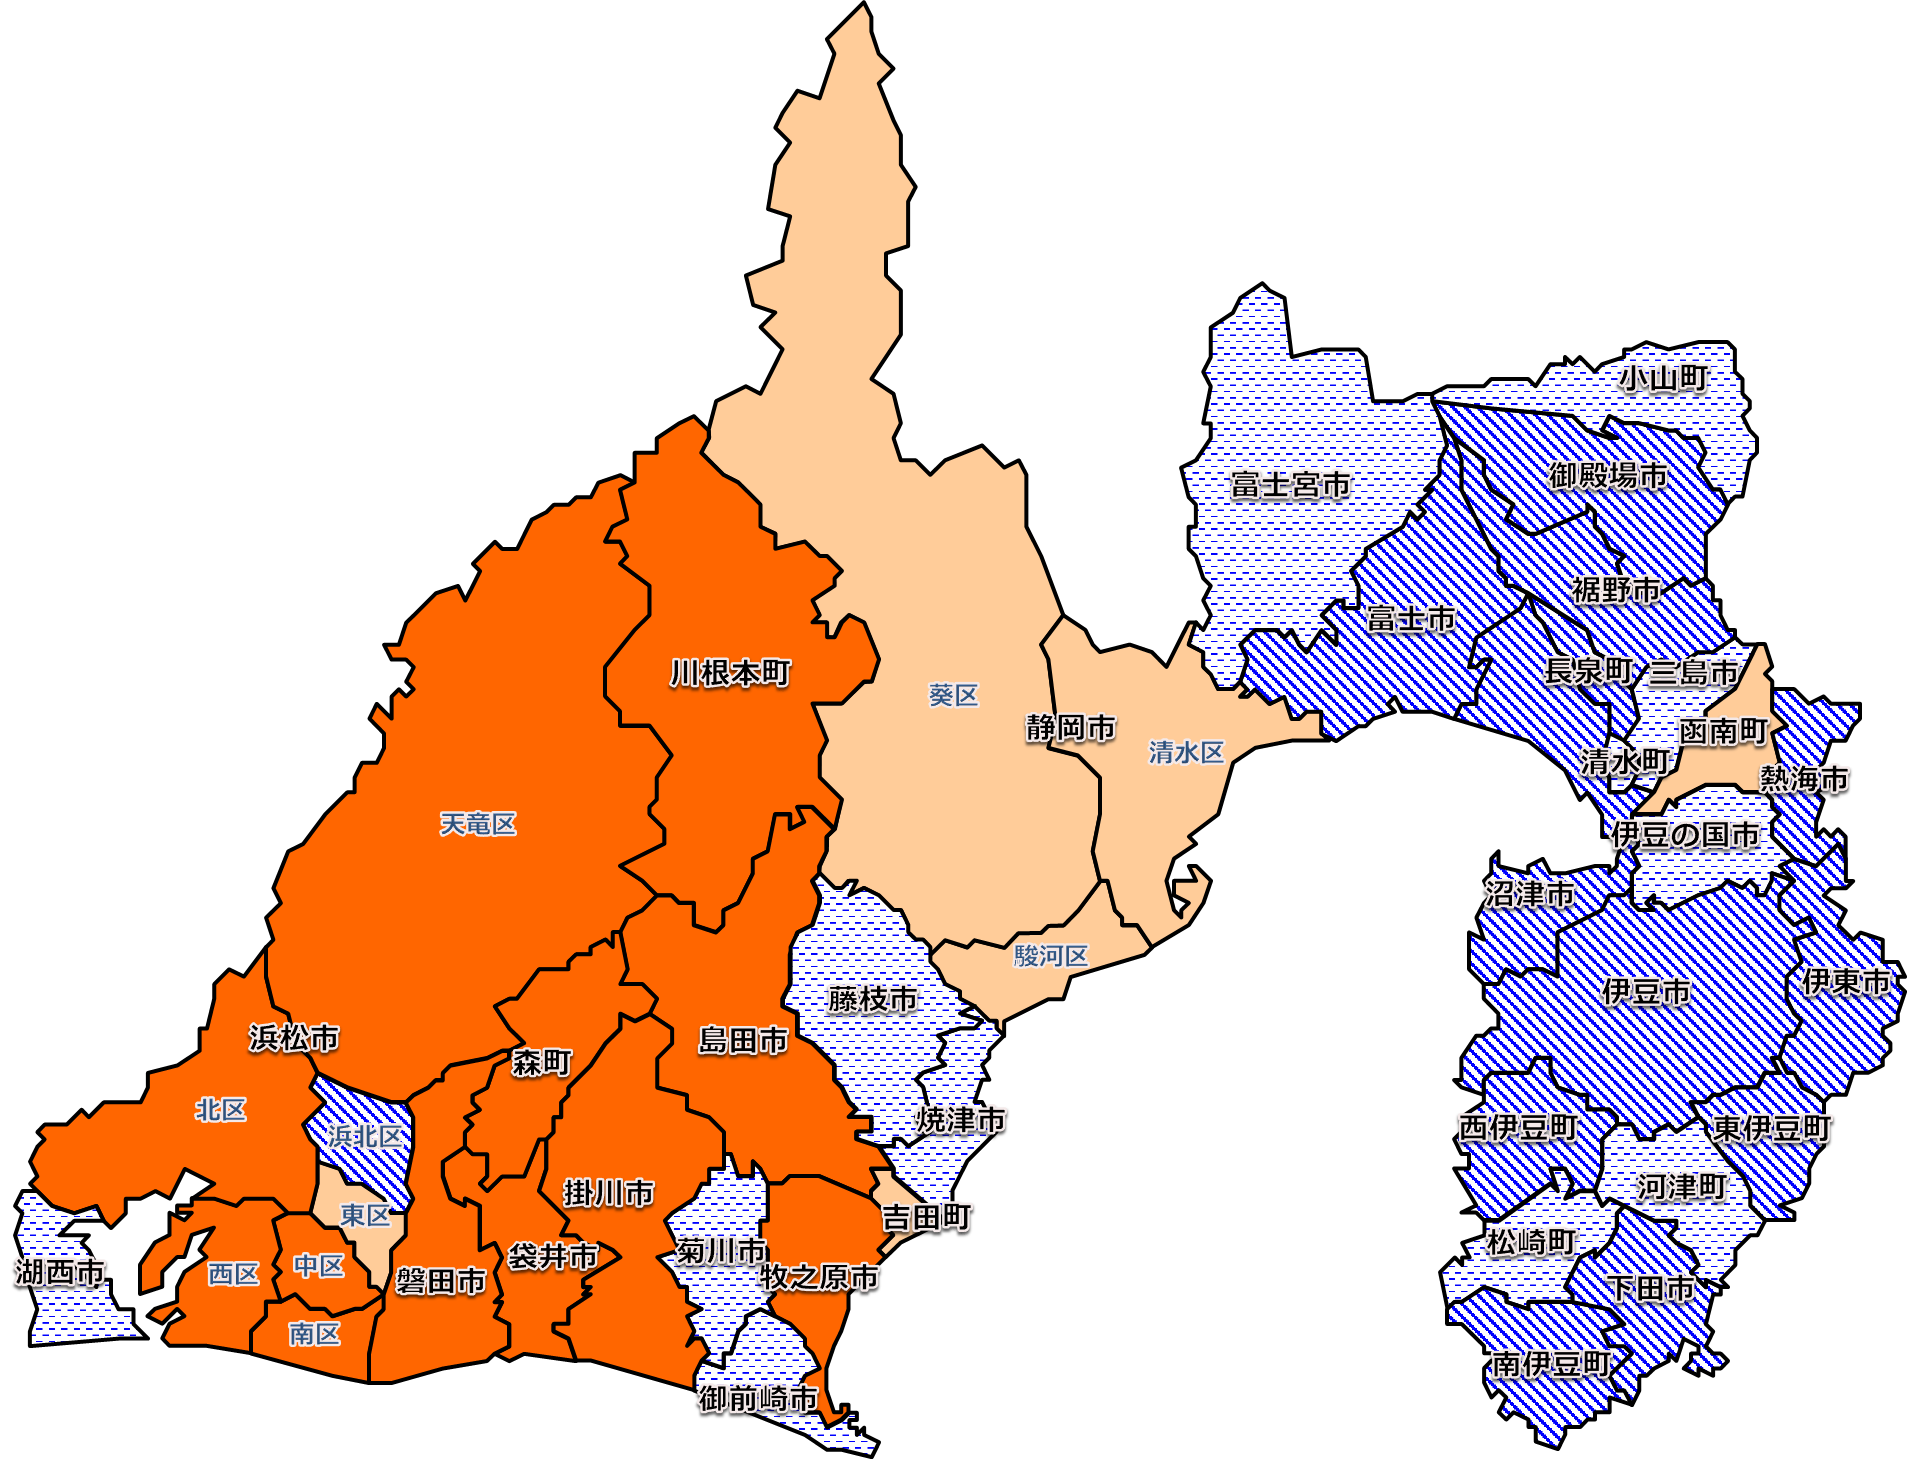 小山町
御殿場市
富士宮市
裾野市
富士市
川根本町
長泉町
三島市
葵区
静岡市
函南町
清水区
清水町
熱海市
天竜区
伊豆の国市
沼津市
駿河区
伊東市
伊豆市
藤枝市
浜松市
島田市
森町
北区
焼津市
浜北区
西伊豆町
東伊豆町
河津町
掛川市
東区
吉田町
松崎町
菊川市
袋井市
中区
西区
湖西市
磐田市
牧之原市
下田市
南区
南伊豆町
御前崎市